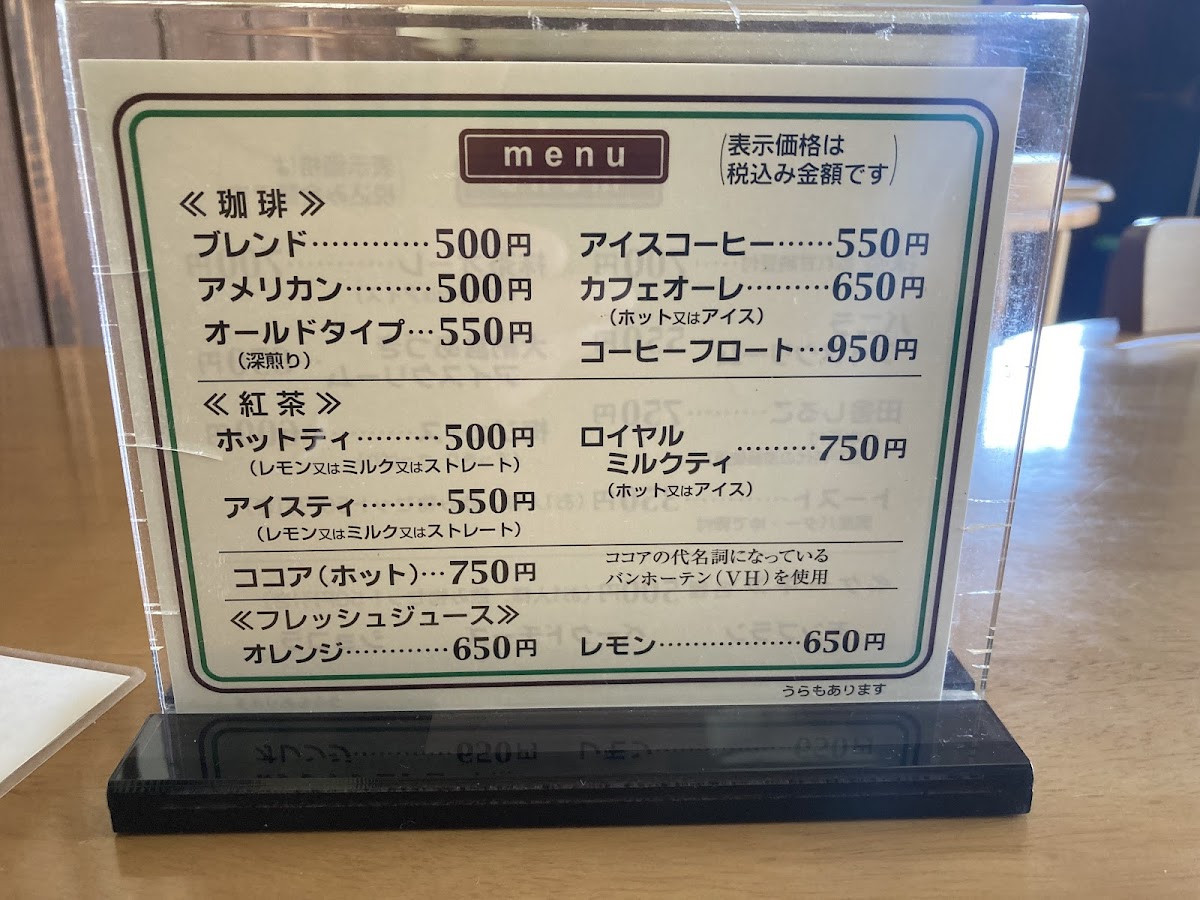 menu
(表示価格は
税込み金額です)
≪珈琲≫
ブレンド…………500円
アメリカン………500円
オールドタイプ…550円
(深煎り)
アイスコーヒー……550円
カフェオーレ………650円
(ホット又はアイス)
コーヒーフロート…950円
≪紅茶≫
ホットティ………500円
(レモン又はミルク又はストレート)
アイスティ………550円
(レモン又はミルク又はストレート)
ロイヤル
ミルクティ………750円
(ホット又はアイス)
ココア(ホット)…750円
ココアの代名詞になっている
バンホーテン(VH)を使用
≪フレッシュジュース≫
オレンジ…………650円
レモン……………650円
うらもあります